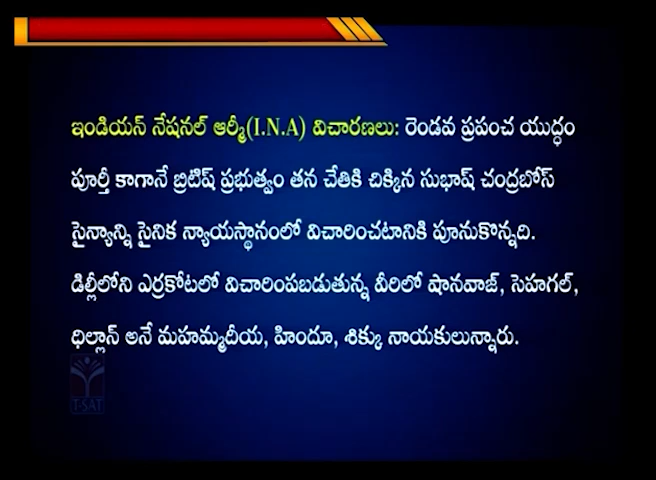 ఇండియన్ నేషనల్ ఆర్మీ(I.N.A) విచారణలు: రెండవ ప్రపంచ యుద్ధం
పూర్తీ కాగానే బ్రిటిష్ ప్రభుత్వం తన చేతికి చిక్కిన సుభాష్ చంద్రబోస్
సైన్యాన్ని సైనిక న్యాయస్థానంలో విచారించటానికి పూనుకొన్నది.
డిల్లీలోని ఎర్రకోటలో విచారింపబడుతున్న వీరిలో షానవాజ్, సెహగల్,
ధిల్లాన్ అనే మహమ్మదీయ, హిందూ, శిక్కు నాయకులున్నారు.
T-SAT